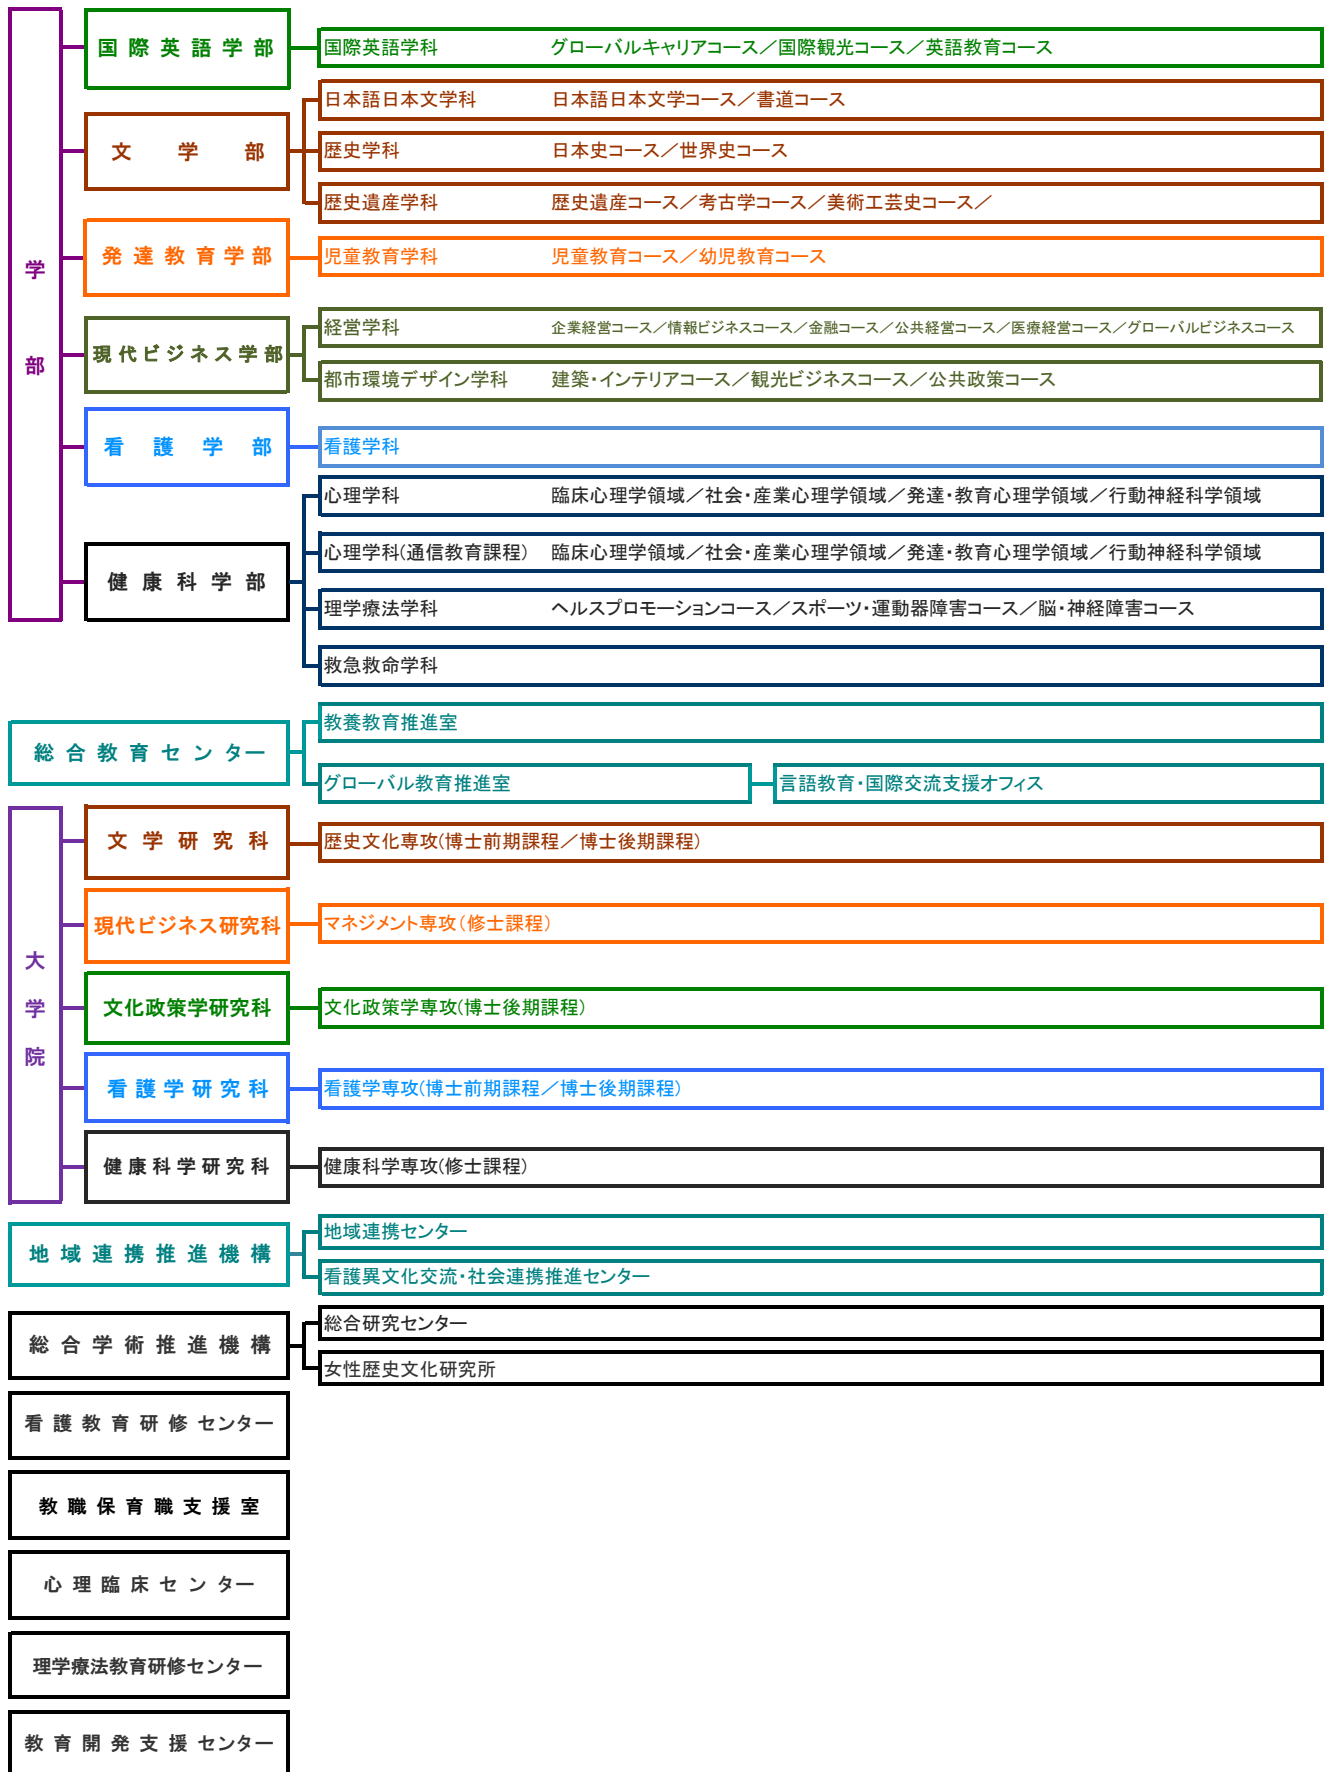 学部
国際英語学部
国際英語学科 グローバルキャリアコース／国際観光コース／英語教育コース
文学部
日本語日本文学科 日本語日本文学コース／書道コース
歴史学科 日本史コース／世界史コース
歴史遺産学科 歴史遺産コース／考古学コース／美術工芸史コース／
発達教育学部
児童教育学科 児童教育コース／幼児教育コース
現代ビジネス学部
経営学科 企業経営コース／情報ビジネスコース／金融コース／公共経営コース／医療経営コース／グローバルビジネスコース
都市環境デザイン学科 建築・インテリアコース／観光ビジネスコース／公共政策コース
看護学部
看護学科
健康科学部
心理学科 臨床心理学領域／社会・産業心理学領域／発達・教育心理学領域／行動神経科学領域
心理学科(通信教育課程) 臨床心理学領域／社会・産業心理学領域／発達・教育心理学領域／行動神経科学領域
理学療法学科 ヘルスプロモーションコース／スポーツ・運動器障害コース／脳・神経障害コース
救急救命学科
総合教育センター
教養教育推進室
グローバル教育推進室 言語教育・国際交流支援オフィス
大学院
文学研究科
歴史文化専攻(博士前期課程／博士後期課程)
現代ビジネス研究科
マネジメント専攻（修士課程）
文化政策学研究科
文化政策学専攻(博士後期課程)
看護学研究科
看護学専攻(博士前期課程／博士後期課程)
健康科学研究科
健康科学専攻(修士課程)
地域連携推進機構
地域連携センター
看護異文化交流・社会連携推進センター
総合学術推進機構
総合研究センター
女性歴史文化研究所
看護教育研修センター
教職保育職支援室
心理臨床センター
理学療法教育研修センター
教育開発支援センター